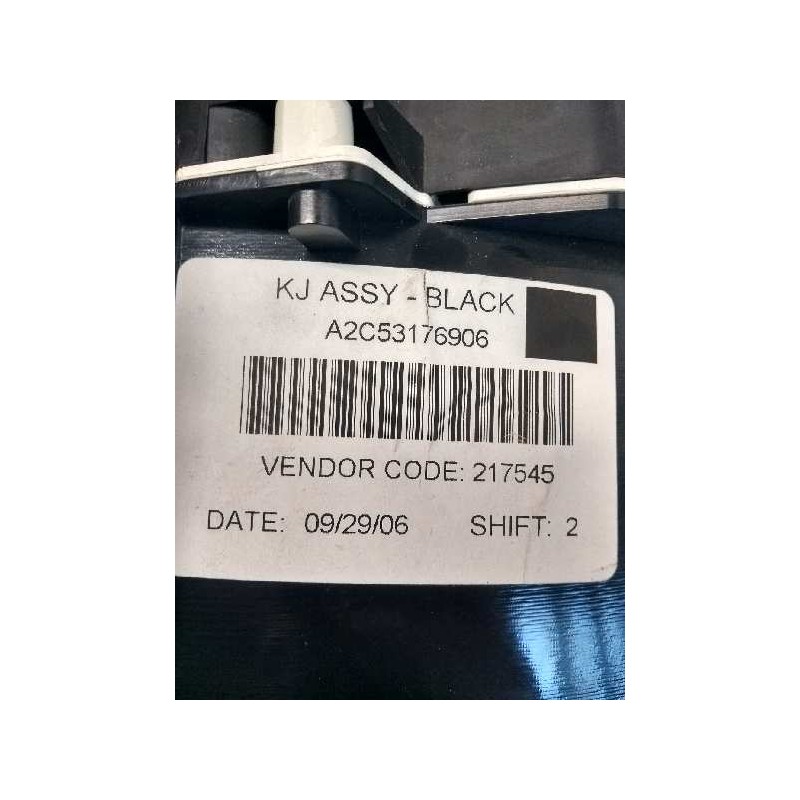 KJ ASSY - BLACK
A2C53176906
VENDOR CODE: 217545
DATE: 09/29/06 SHIFT: 2